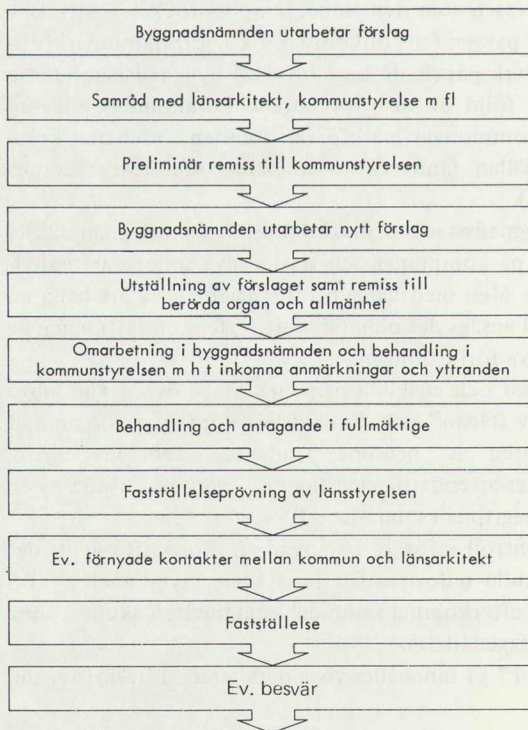 Byggnadsnämnden utarbetar förslag
Samråd med länsarkitekt, kommunstyrelse m fl
Preliminär remiss till kommunstyrelsen
Byggnadsnämnden utarbetar nytt förslag
Utställning av förslaget samt remiss till
berörda organ och allmänhet
Omarbetning i byggnadsnämnden och behandling i
kommunstyrelsen m h t inkomna anmärkningar och yttranden
Behandling och antagande i fullmäktige
Fastställelseprövning av länsstyrelsen
Ev. förnyade kontakter mellan kommun och länsarkitekt
Fastställelse
Ev. besvär